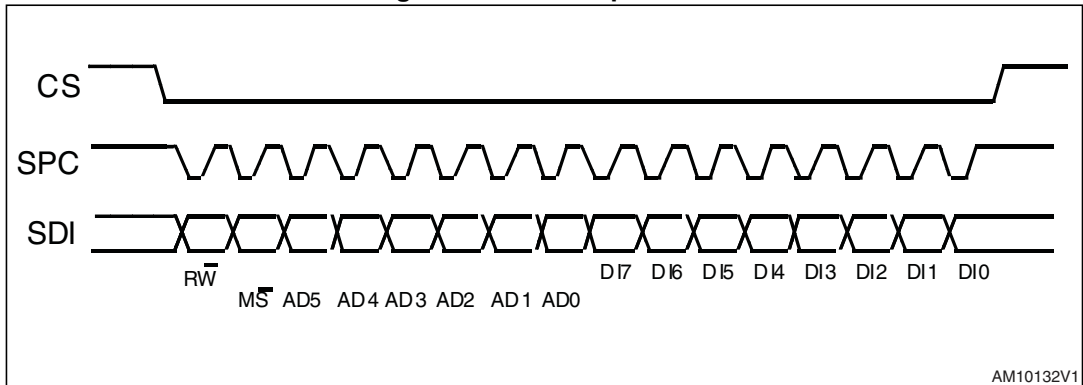 CS
SPC
SDI
RW̅
DI7 DI6 DI5 DI4 DI3 DI2 DI1 DI0
MS̅ AD5 AD4 AD3 AD2 AD1 AD0
AM10132V1